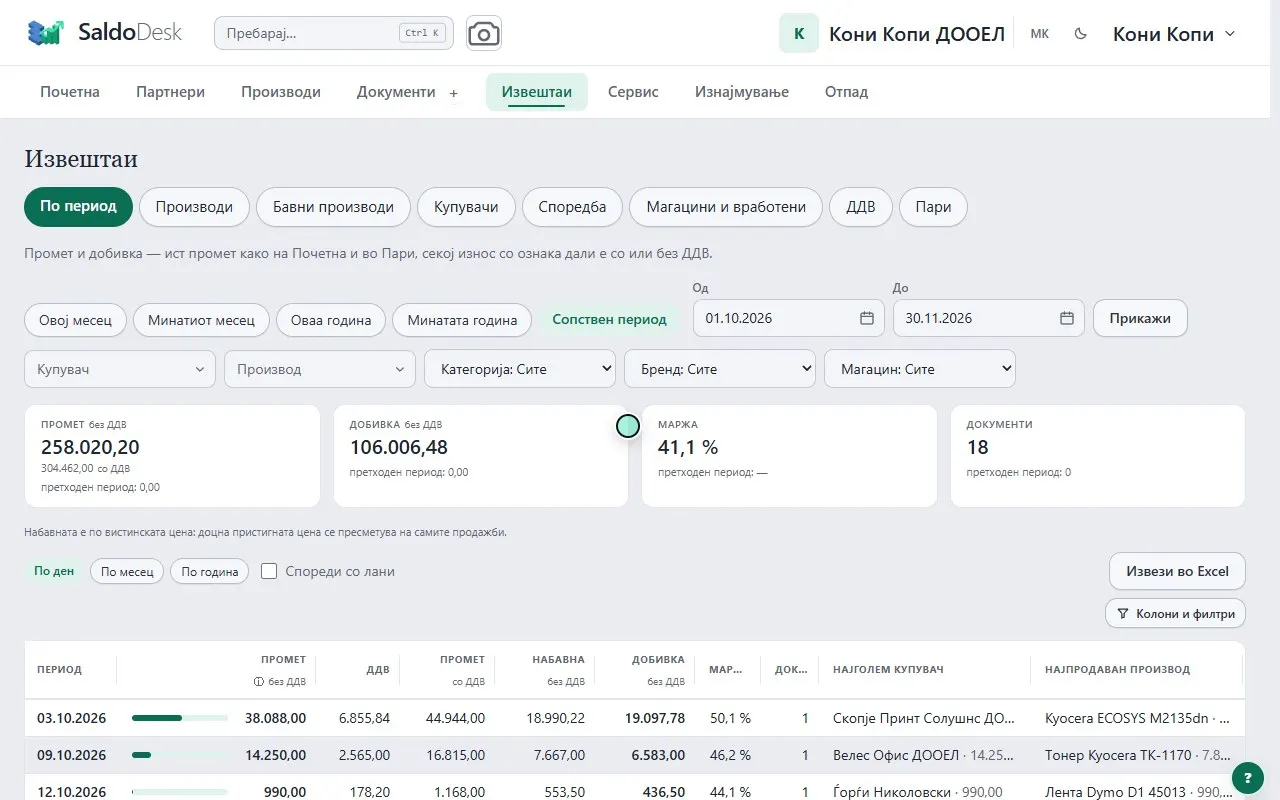 SaldoDesk
Пребарај...
Ctrl K
К
Кони Копи ДООЕЛ
МК
Кони Копи
Почетна
Партнери
Производи
Документи +
Извештаи
Сервис
Изнајмување
Отпад
Извештаи
По период
Производи
Бавни производи
Купувачи
Споредба
Магацини и вработени
ДДВ
Пари
Промет и добивка — ист промет како на Почетна и во Пари, секој износ со ознака дали е со или без ДДВ.
Од
До
Овој месец
Минатиот месец
Оваа година
Минатата година
Сопствен период
01.10.2026
30.11.2026
Прикажи
Купувач
Производ
Категорија: Сите
Бренд: Сите
Магацин: Сите
ПРОМЕТ без ДДВ
258.020,20
304.462,00 со ДДВ
претходен период: 0,00
ДОБИВКА без ДДВ
106.006,48
претходен период: 0,00
МАРЖА
41,1 %
претходен период: —
ДОКУМЕНТИ
18
претходен период: 0
Набавната е по вистинската цена: доцна пристигната цена се пресметува на самите продажби.
По ден
По месец
По година
Спореди со лани
Извези во Excel
Колони и филтри
ПЕРИОД
ПРОМЕТ
без ДДВ
ДДВ
ПРОМЕТ
со ДДВ
НАБАВНА
без ДДВ
ДОБИВКА
без ДДВ
МАР...
ДОК...
НАЈГОЛЕМ КУПУВАЧ
НАЈПРОДАВАН ПРОИЗВОД
03.10.2026 38.088,00 6.855,84 44.944,00 18.990,22 19.097,78 50,1 % 1 Скопје Принт Солушнс ДО... Kyocera ECOSYS M2135dn · ...
09.10.2026 14.250,00 2.565,00 16.815,00 7.667,00 6.583,00 46,2 % 1 Велес Офис ДООЕЛ · 14.25... Тонер Kyocera TK-1170 · 7.8...
12.10.2026 990,00 178,20 1.168,00 553,50 436,50 44,1 % 1 Ѓорѓи Николовски · 990,00 Лента Dymo D1 45013 · 990,...
?